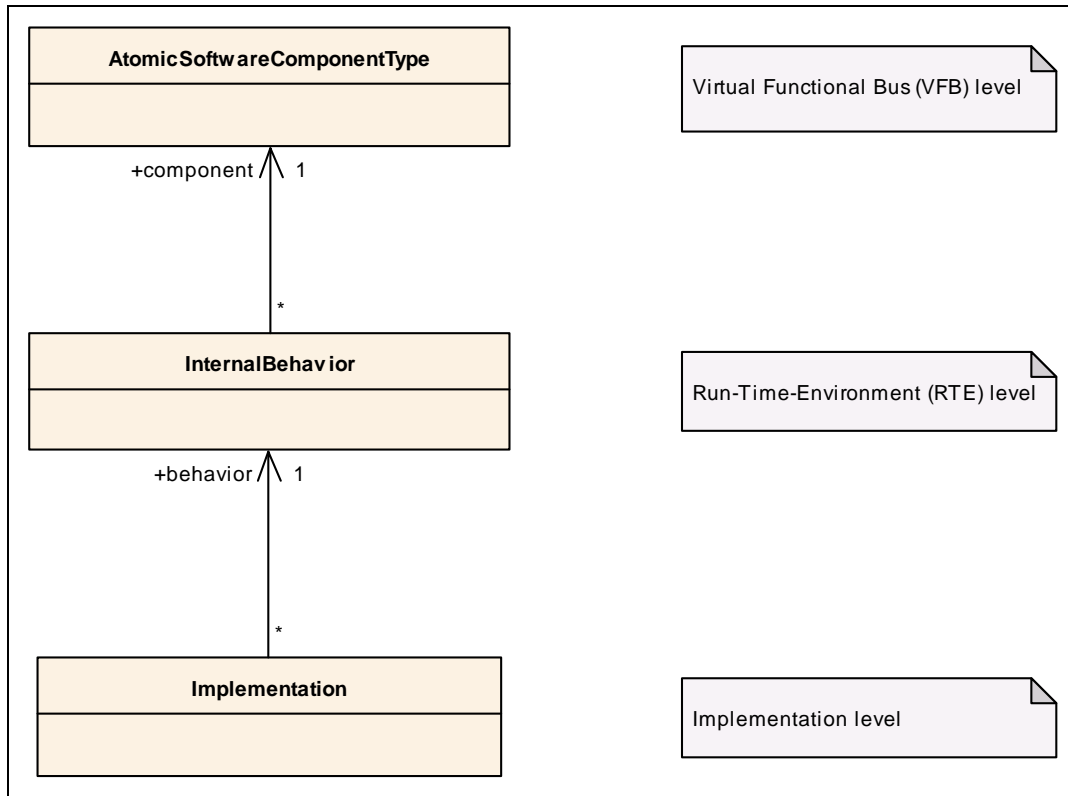 AtomicSoftwareComponentType
Virtual Functional Bus (VFB) level
+component 1
*
InternalBehavior
Run-Time-Environment (RTE) level
+behavior 1
*
Implementation
Implementation level